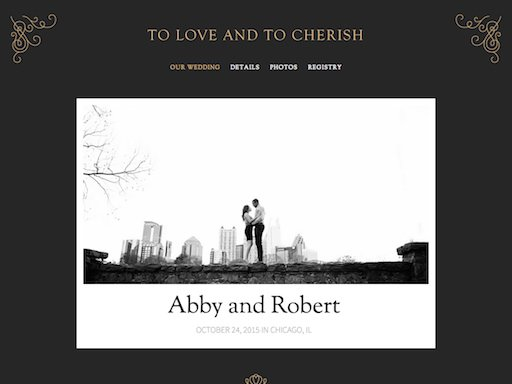 TO LOVE AND TO CHERISH
OUR WEDDING DETAILS PHOTOS REGISTRY
Abby and Robert
OCTOBER 24, 2015 IN CHICAGO, IL